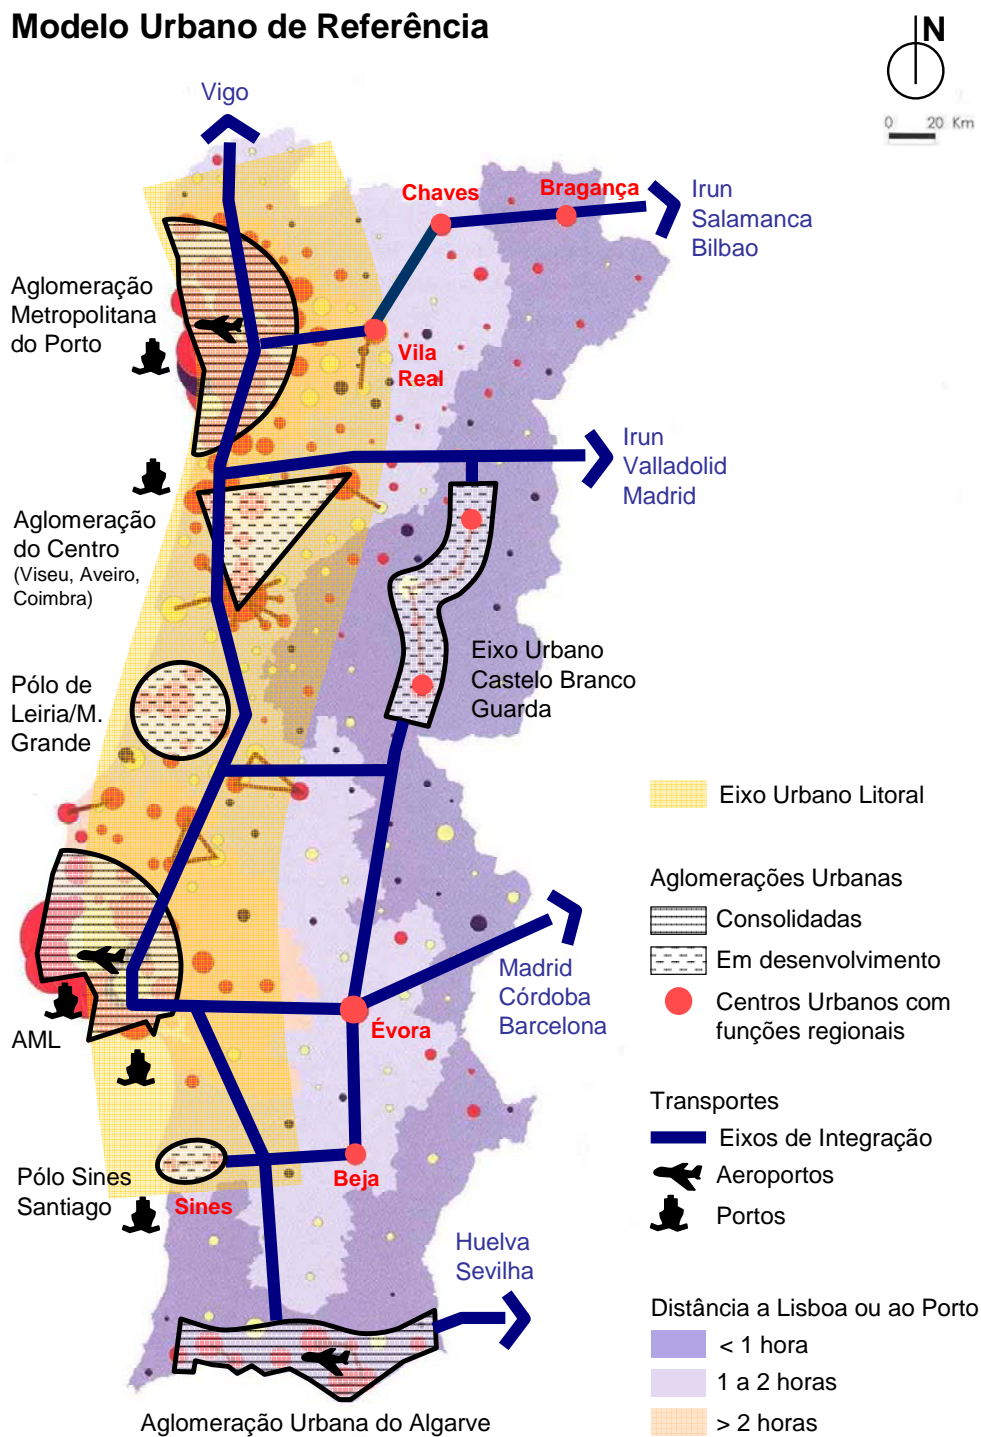 Modelo Urbano de Referência
N
0 20 Km
Vigo
Chaves
Bragança
Irun
Salamanca
Bilbao
Aglomeração
Metropolitana
do Porto
Vila
Real
Irun
Valladolid
Madrid
Aglomeração
do Centro
(Viseu, Aveiro,
Coimbra)
Eixo Urbano
Castelo Branco
Guarda
Pólo de
Leiria/M.
Grande
Eixo Urbano Litoral
Aglomerações Urbanas
Consolidadas
Em desenvolvimento
Centros Urbanos com
funções regionais
Madrid
Córdoba
Barcelona
Évora
AML
Transportes
Eixos de Integração
Aeroportos
Portos
Pólo Sines
Santiago
Sines
Beja
Huelva
Sevilha
Distância a Lisboa ou ao Porto
< 1 hora
1 a 2 horas
> 2 horas
Aglomeração Urbana do Algarve